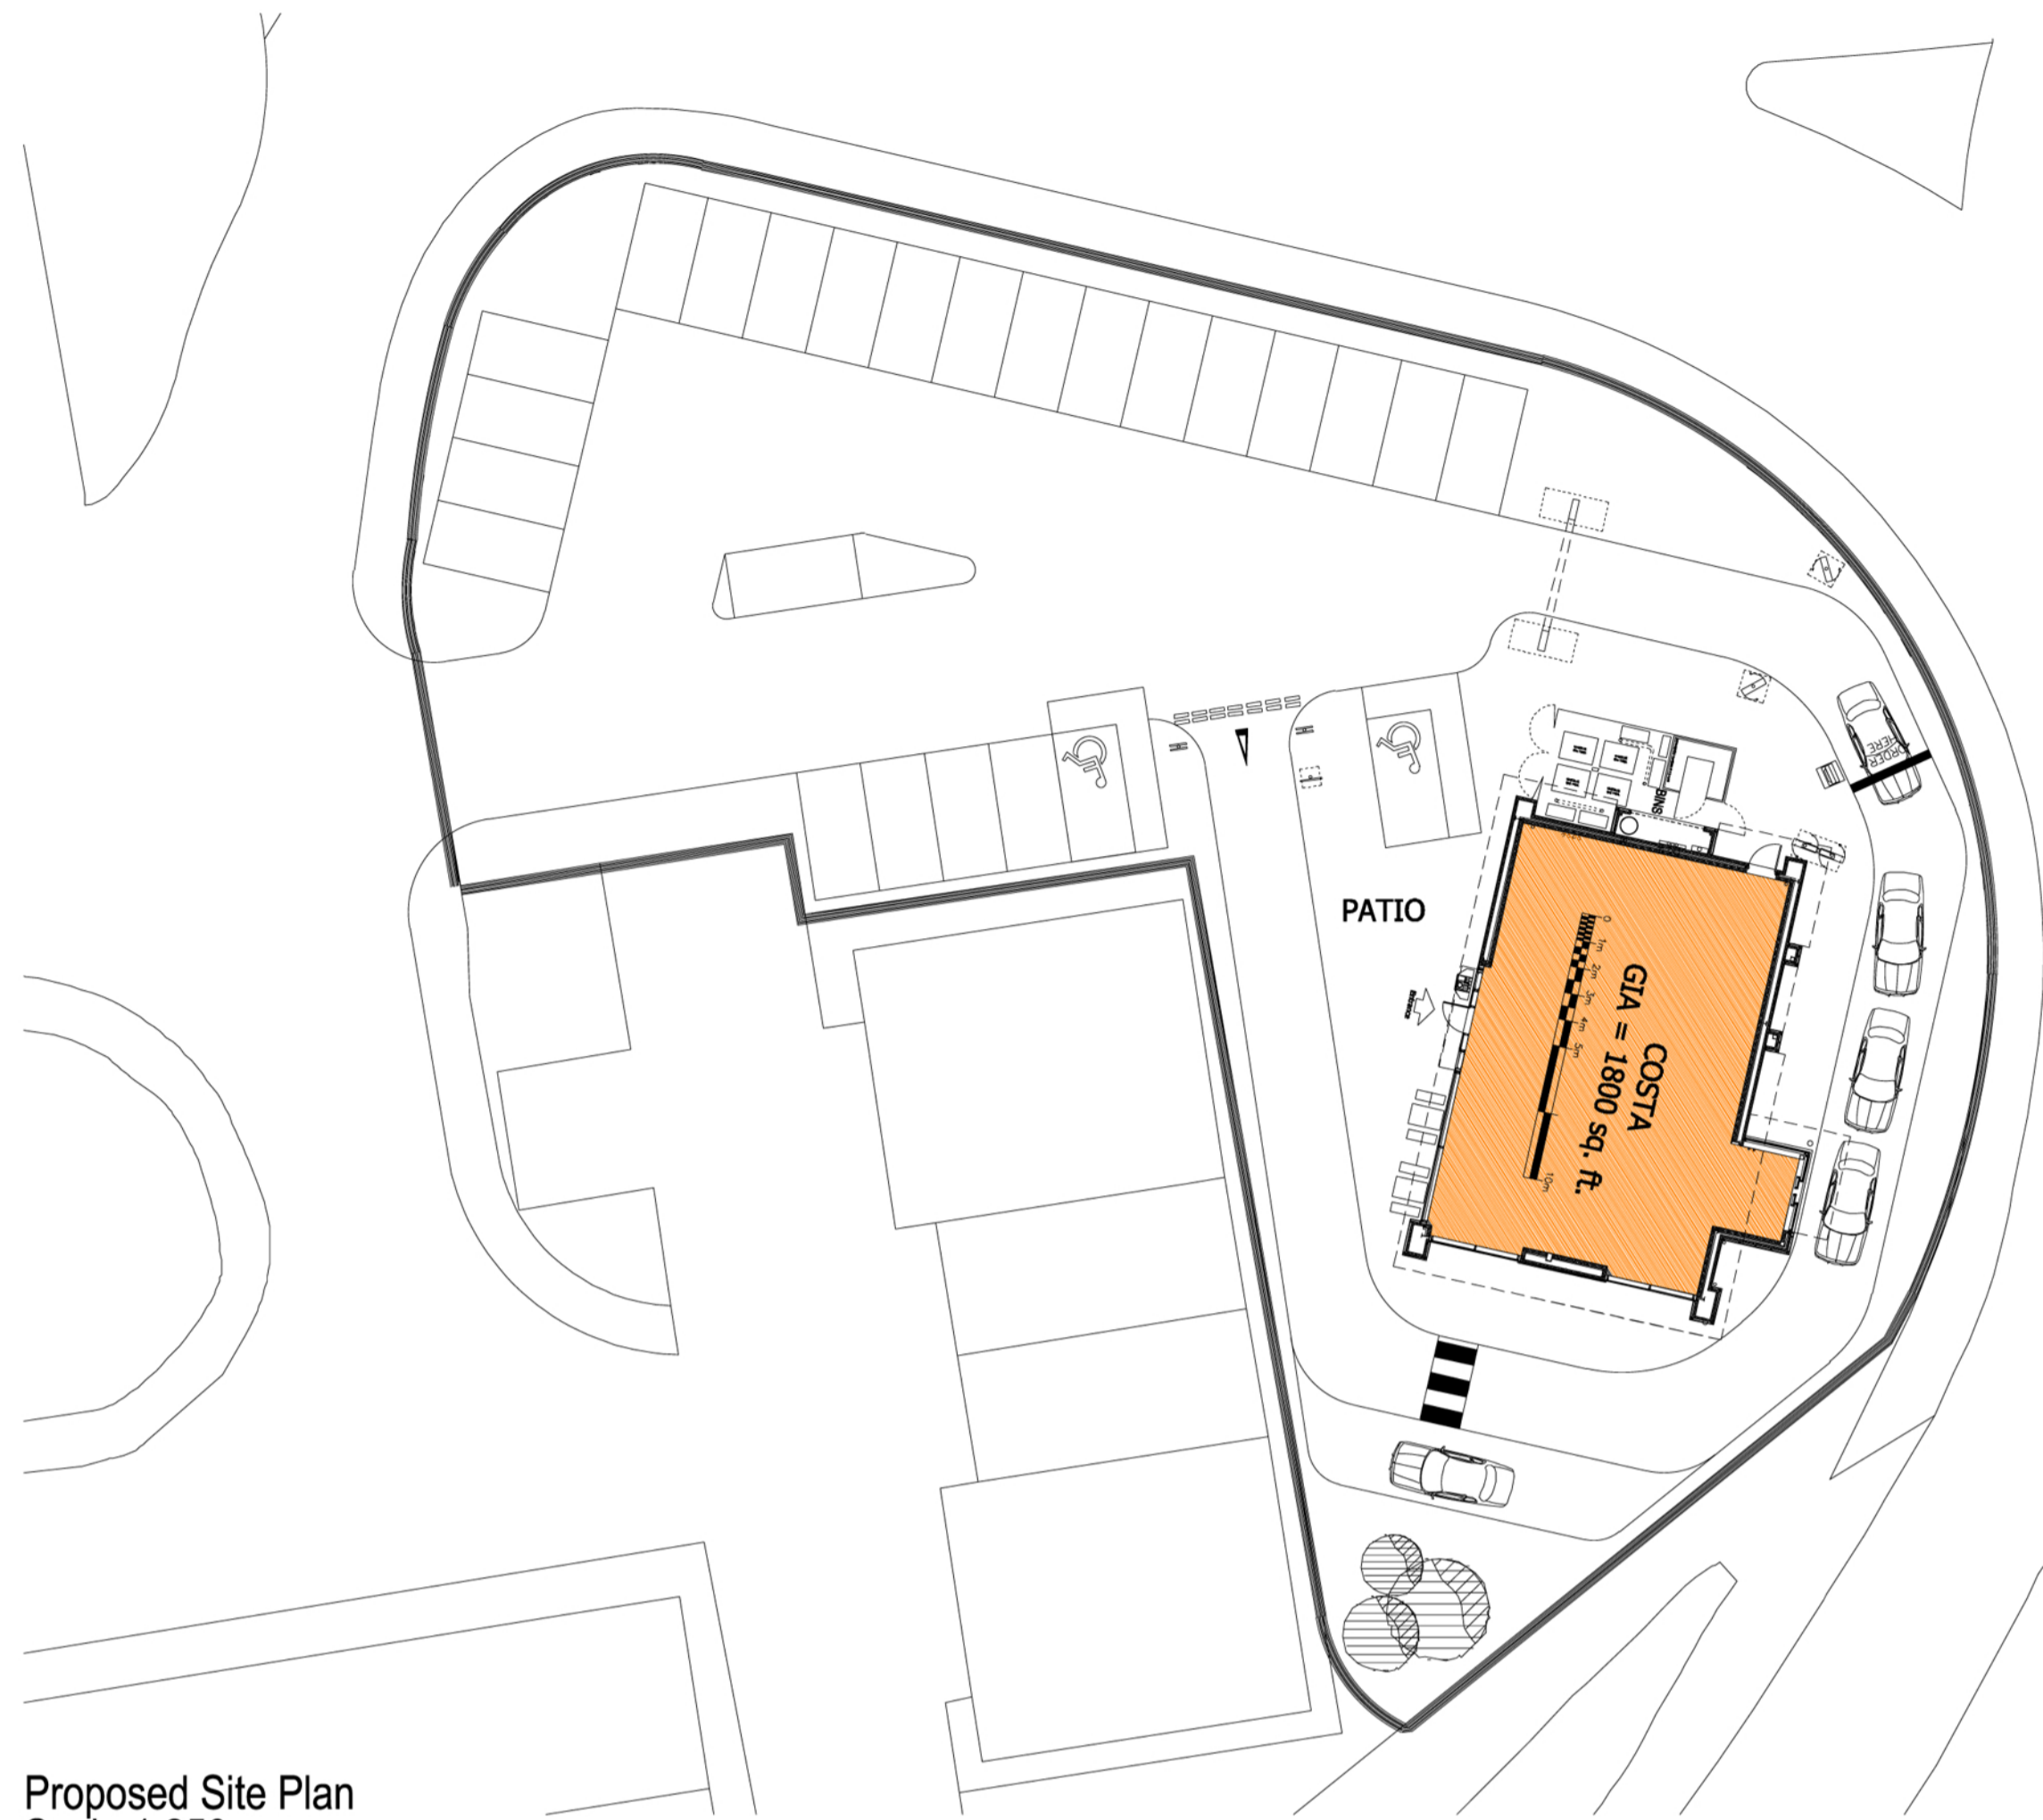 ORDER
HERE
BINS
PATIO
Entrance
COSTA
GIA = 1800 sq. ft.
0
1m
2m
3m
4m
5m
10m
Proposed Site Plan